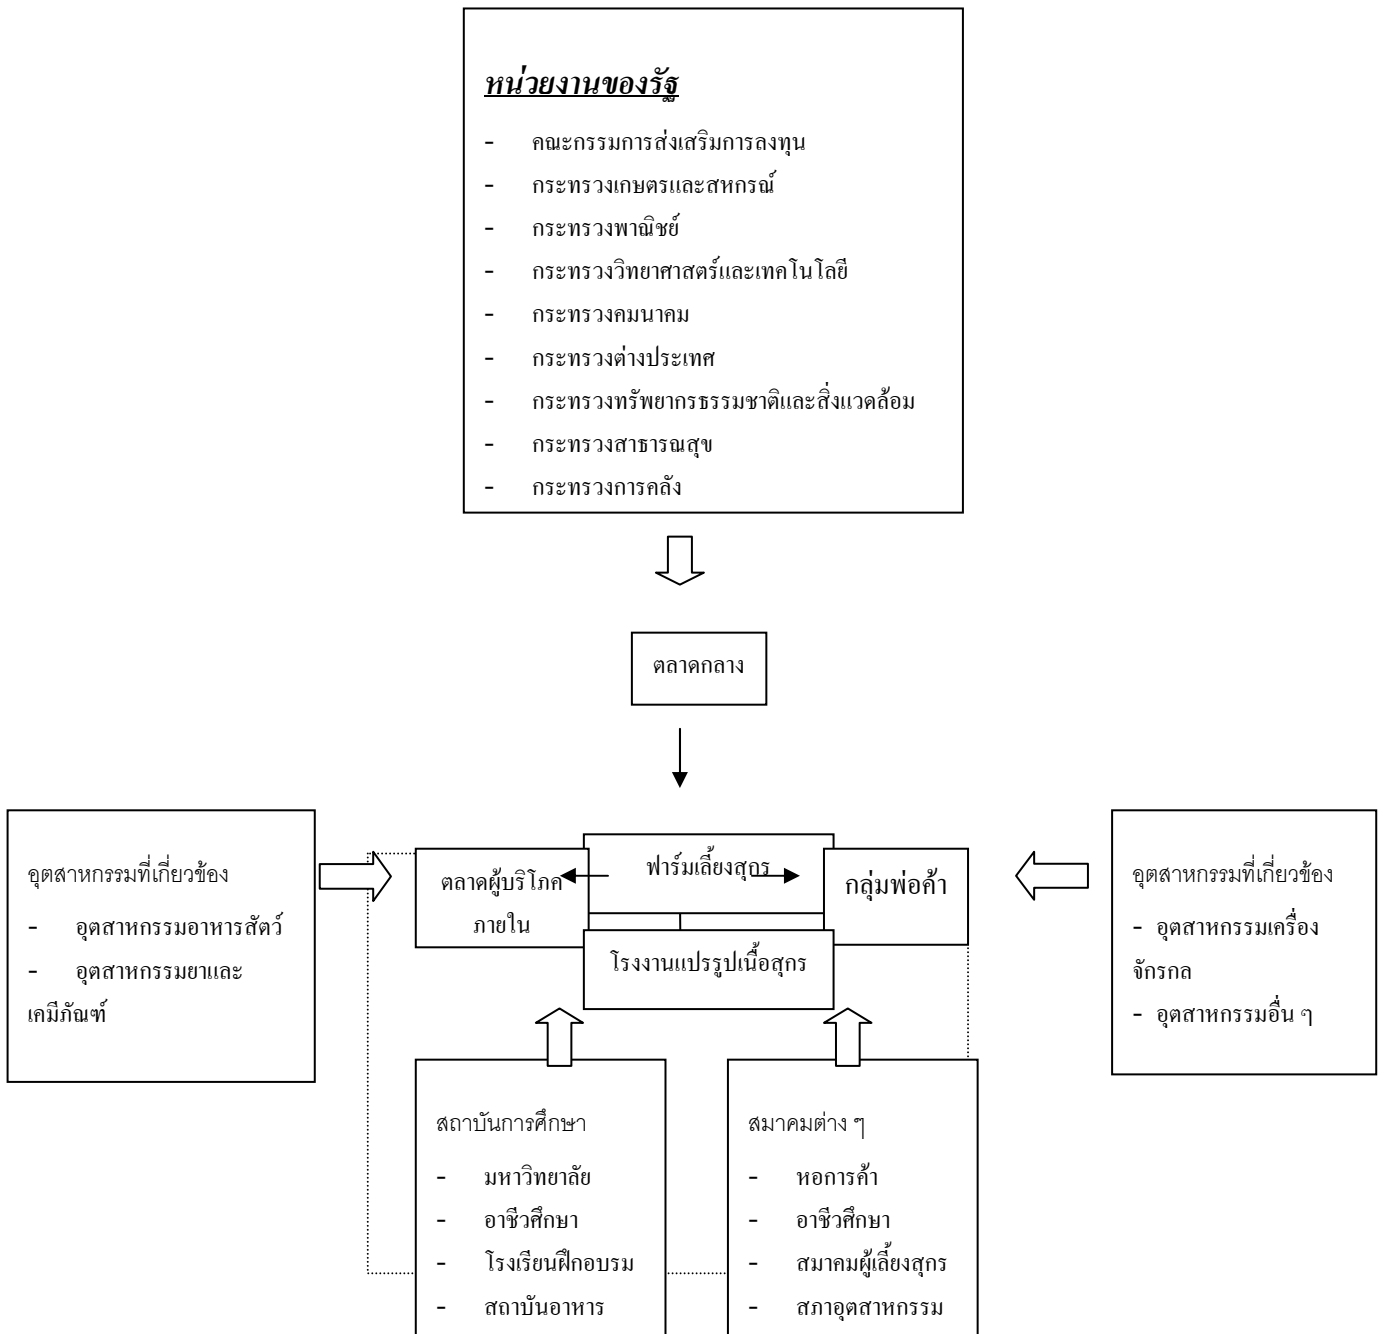 หน่วยงานของรัฐ
- คณะกรรมการส่งเสริมการลงทุน
- กระทรวงเกษตรและสหกรณ์
- กระทรวงพาณิชย์
- กระทรวงวิทยาศาสตร์และเทคโนโลยี
- กระทรวงคมนาคม
- กระทรวงต่างประเทศ
- กระทรวงทรัพยากรธรรมชาติและสิ่งแวดล้อม
- กระทรวงสาธารณสุข
- กระทรวงการคลัง
ตลาดกลาง
อุตสาหกรรมที่เกี่ยวข้อง
- อุตสาหกรรมอาหารสัตว์
- อุตสาหกรรมยาและ
เคมีภัณฑ์
ตลาดผู้บริโภค
ภายใน
ฟาร์มเลี้ยงสุกร
กลุ่มพ่อค้า
โรงงานแปรรูปเนื้อสุกร
อุตสาหกรรมที่เกี่ยวข้อง
- อุตสาหกรรมเครื่อง
จักรกล
- อุตสาหกรรมอื่น ๆ
สถาบันการศึกษา
- มหาวิทยาลัย
- อาชีวศึกษา
- โรงเรียนฝึกอบรม
- สถาบันอาหาร
สมาคมต่าง ๆ
- หอการค้า
- อาชีวศึกษา
- สมาคมผู้เลี้ยงสุกร
- สภาอุตสาหกรรม